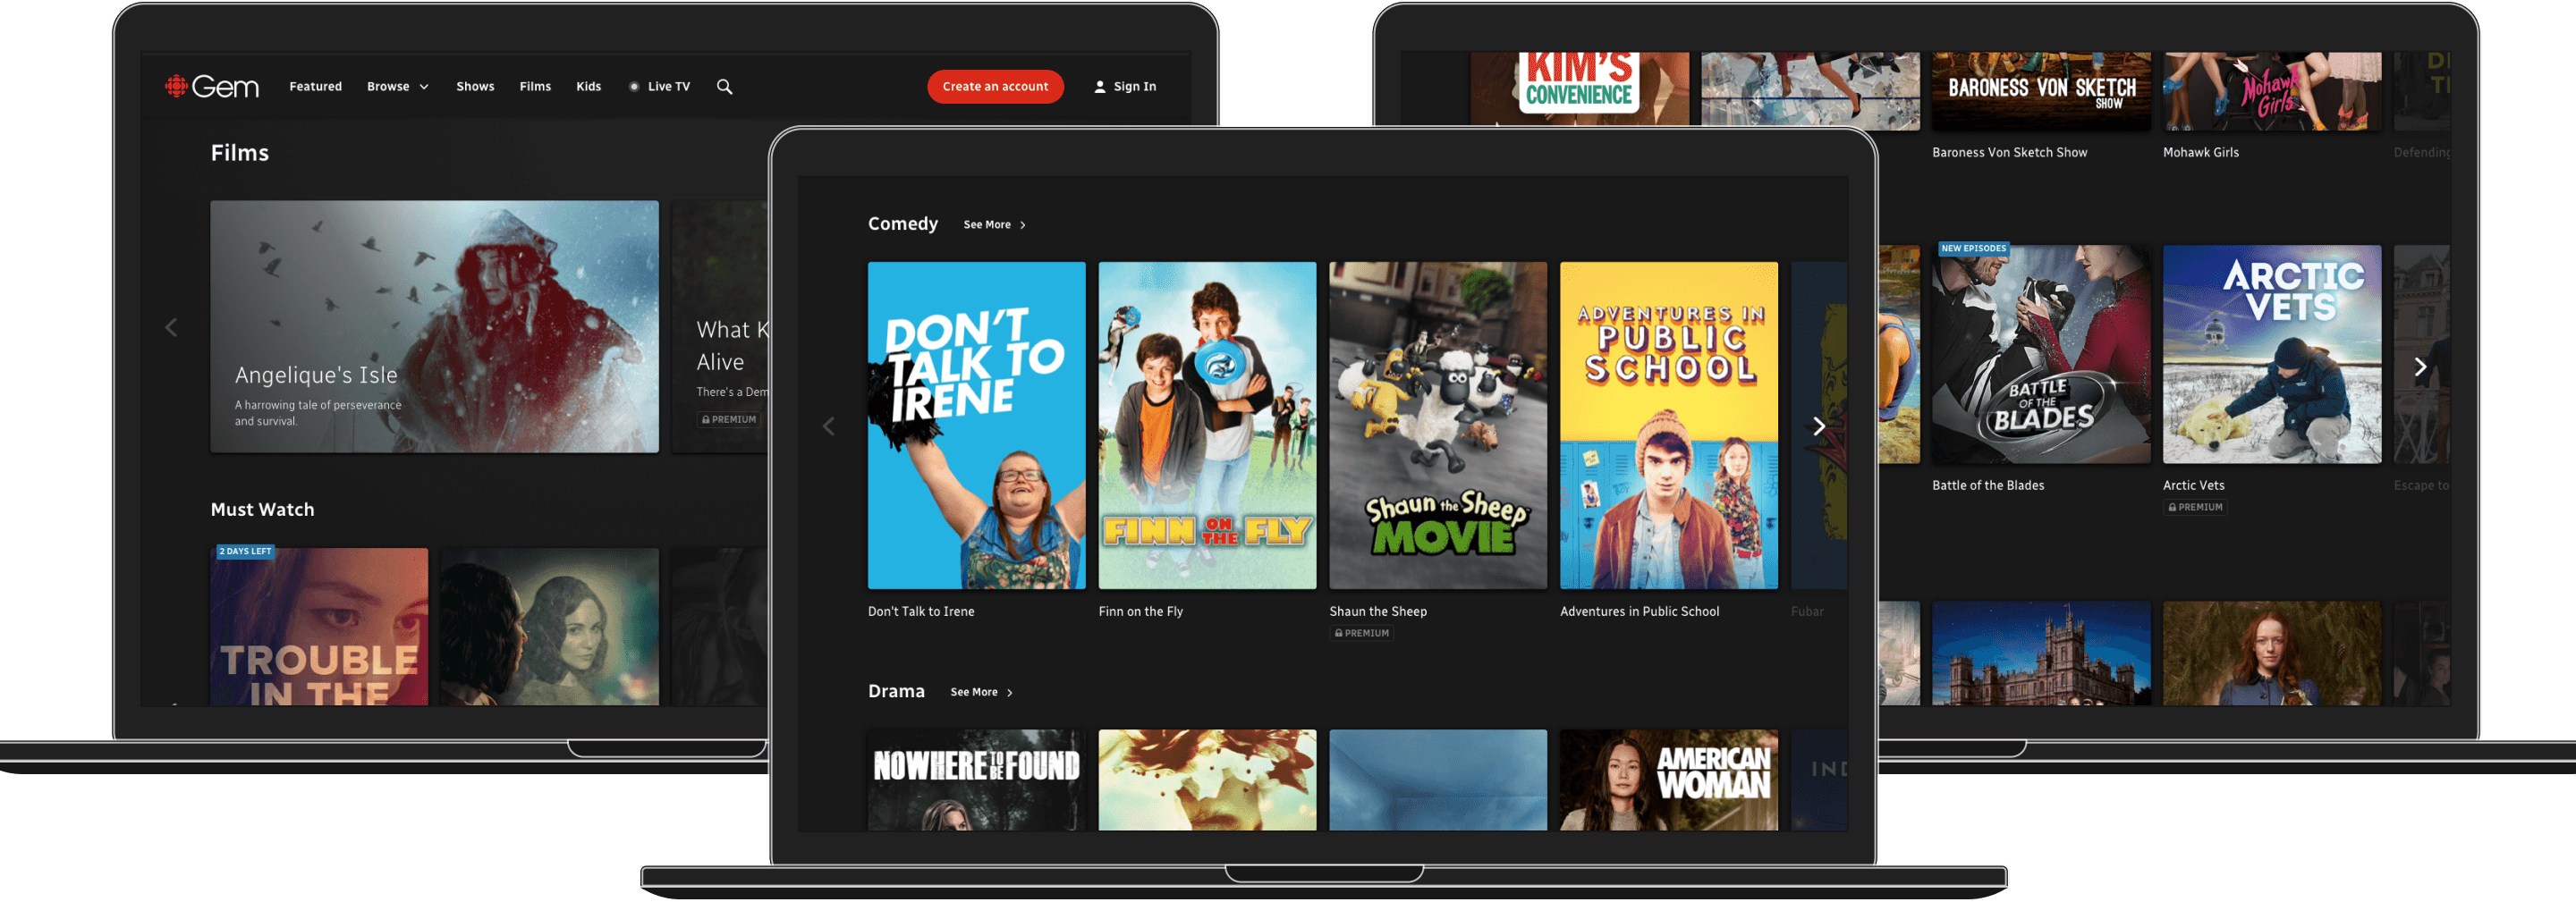 Gem
Featured
Browse
Shows
Films
Kids
Live TV
Create an account
Sign In
Films
Angelique's Isle
A harrowing tale of perseverance
and survival.
What K
Alive
There's a Dem
PREMIUM
Must Watch
2 DAYS LEFT
TROUBLE
IN THE
Comedy
See More
DON'T
TALK TO
IRENE
Don't Talk to Irene
FINN ON THE FLY
Finn on the Fly
Shaun the Sheep
MOVIE
Shaun the Sheep
PREMIUM
ADVENTURES IN
PUBLIC
SCHOOL
Adventures in Public School
Fubar
Drama
See More
NOWHERE TO BE FOUND
AMERICAN
WOMAN
IND
KIM'S
CONVENIENCE
BARONESS VON SKETCH
SHOW
Baroness Von Sketch Show
Mohawk
Girls
Mohawk Girls
Defending
NEW EPISODES
BATTLE
OF THE
BLADES
Battle of the Blades
ARCTIC
VETS
Arctic Vets
PREMIUM
Escape to